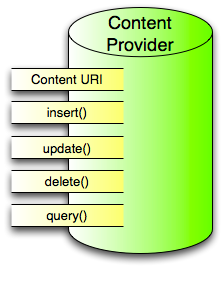 Content
Provider
Content URI
insert()
update()
delete()
query()